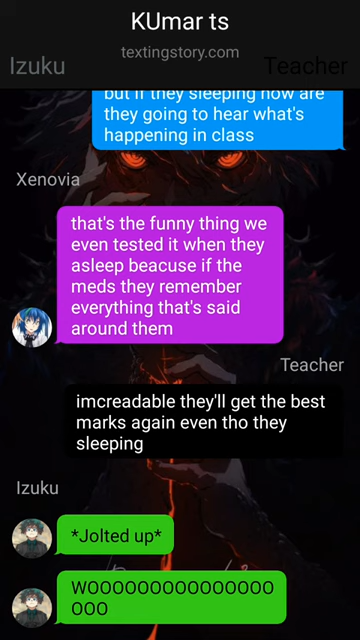 KUmar ts
textingstory.com
Izuku
Teacher
but if they sleeping how are
they going to hear what's
happening in class
Xenovia
that's the funny thing we
even tested it when they
asleep beacuse if the
meds they remember
everything that's said
around them
Teacher
imcreadable they'll get the best
marks again even tho they
sleeping
Izuku
*Jolted up*
WOOOOOOOOOOOOOOO
OOO